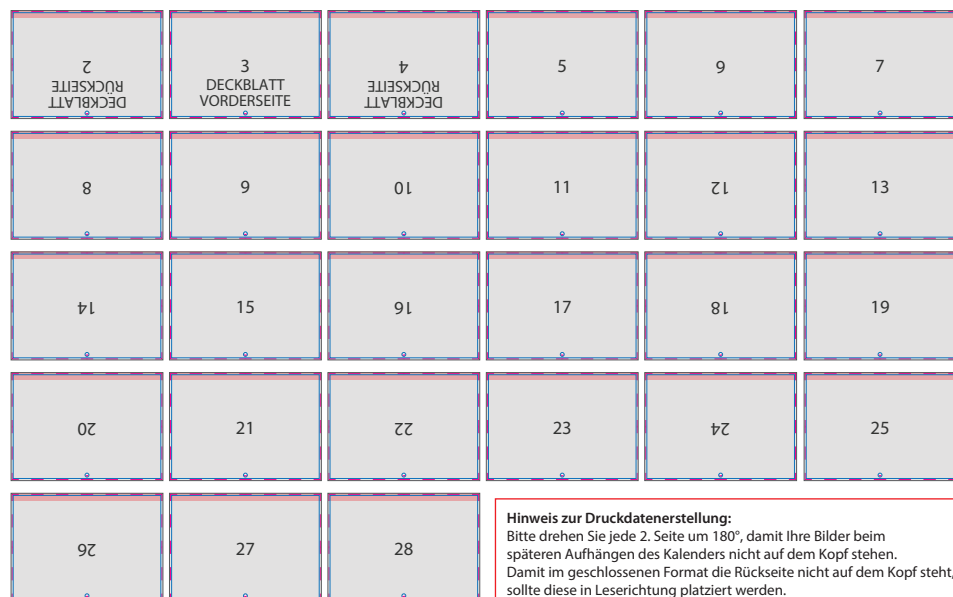 DECKBLATT
RÜCKSEITE
2
3
DECKBLATT
VORDERSEITE
DECKBLATT
RÜCKSEITE
4
5
6
7
8
9
10
11
12
13
14
15
16
17
18
19
20
21
22
23
24
25
26
27
28
Hinweis zur Druckdatenerstellung:
Bitte drehen Sie jede 2. Seite um 180°, damit Ihre Bilder beim
späteren Aufhängen des Kalenders nicht auf dem Kopf stehen.
Damit im geschlossenen Format die Rückseite nicht auf dem Kopf steht,
sollte diese in Leserichtung platziert werden.